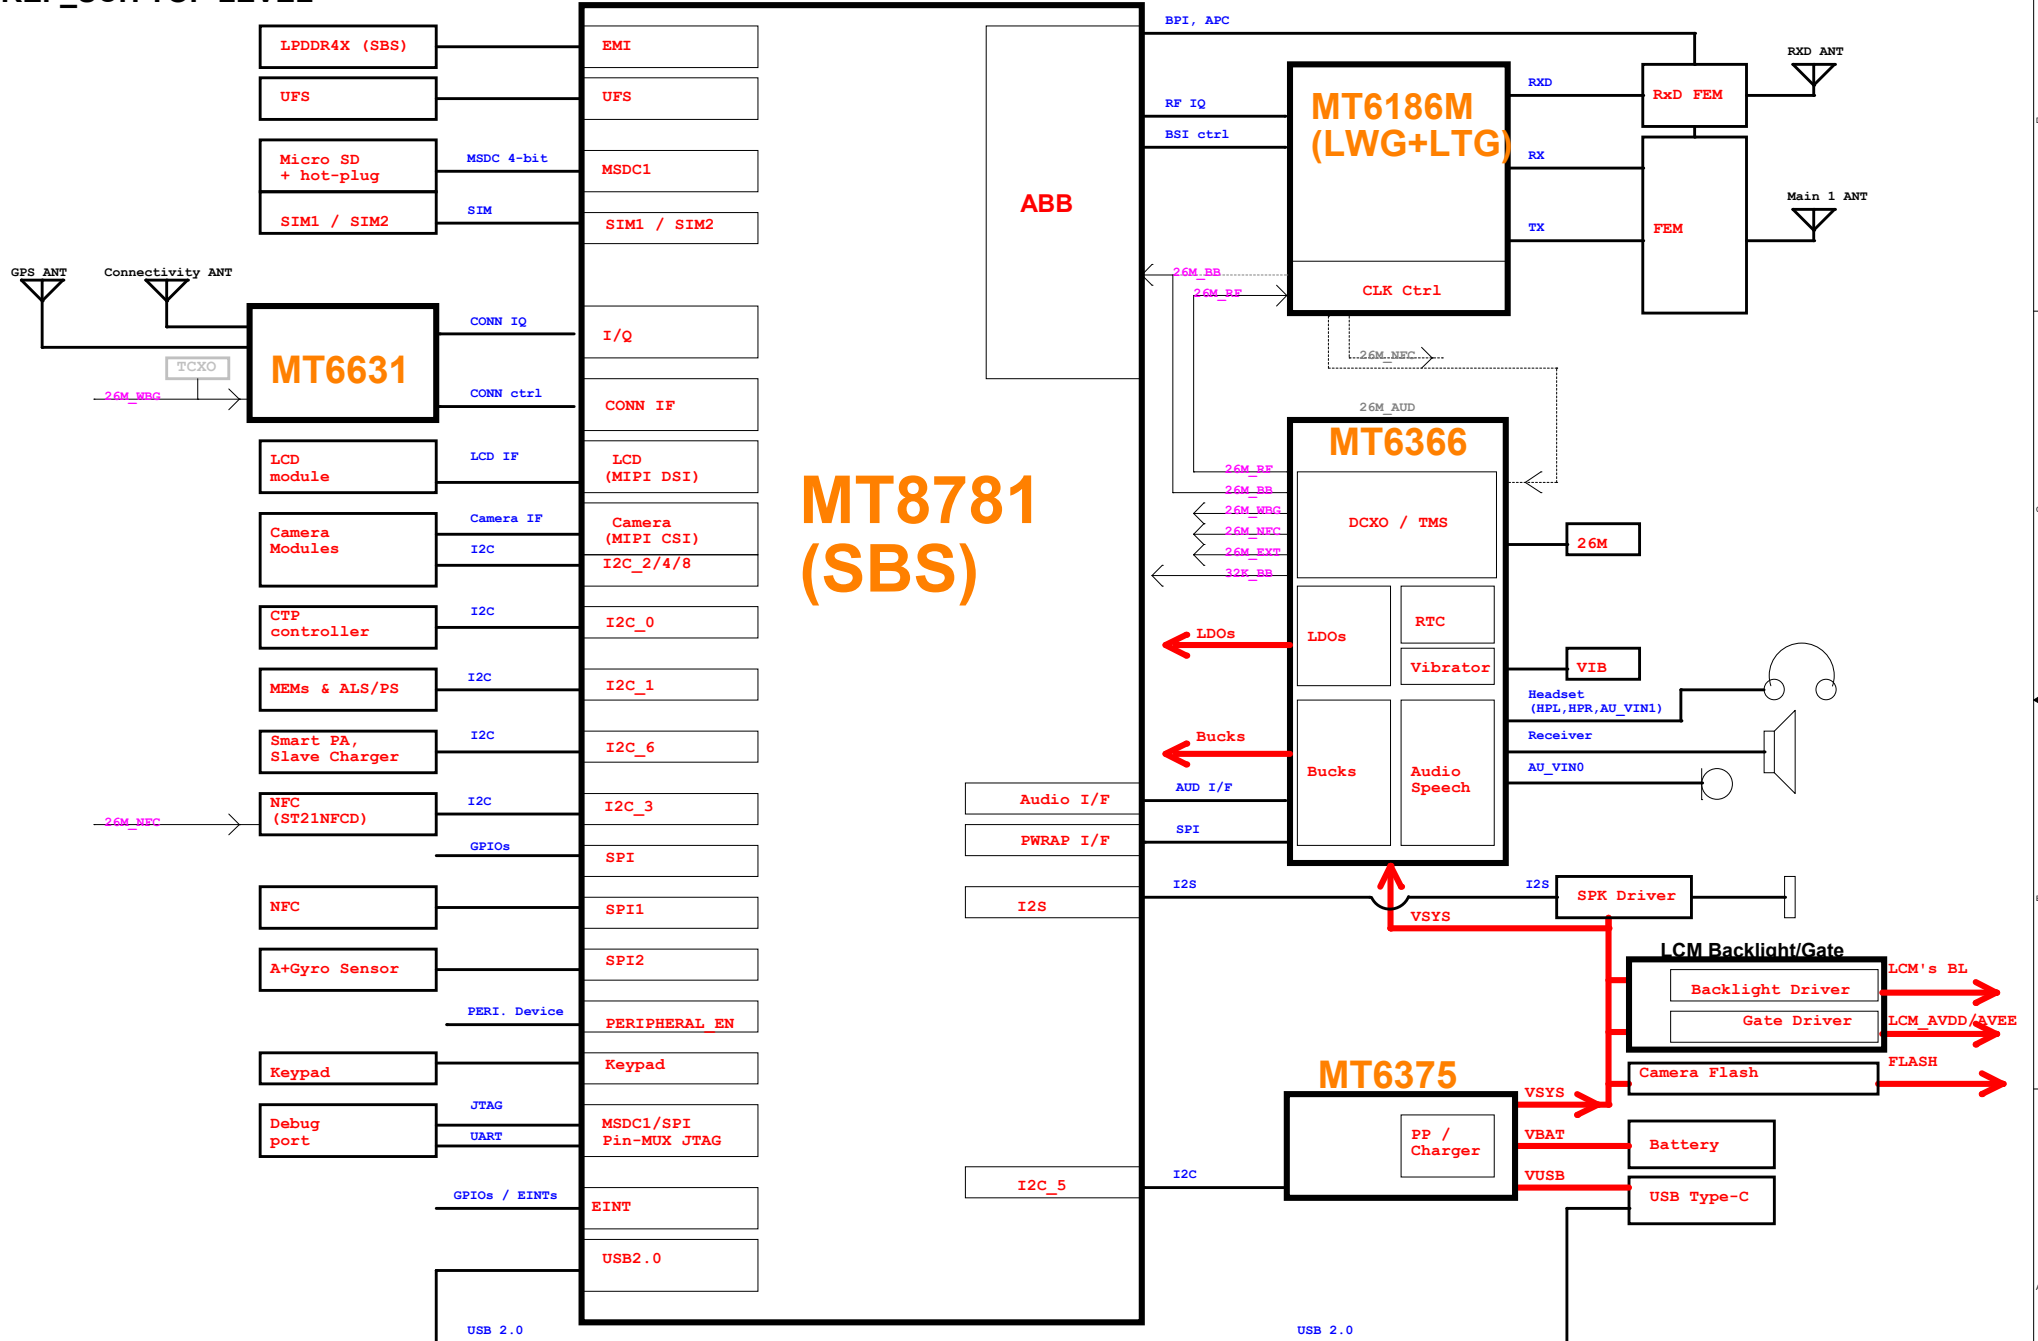 LPDDR4X (SBS)
EMI
UFS
UFS
Micro SD
+ hot-plug
MSDC 4-bit
MSDC1
SIM1 / SIM2
SIM
SIM1 / SIM2
GPS ANT
Connectivity ANT
MT6631
TCXO
26M_WBG
CONN IQ
I/Q
CONN ctrl
CONN IF
LCD
module
LCD IF
LCD
(MIPI DSI)
Camera
Modules
Camera IF
I2C
Camera
(MIPI CSI)
I2C_2/4/8
CTP
controller
I2C
I2C_0
MEMs & ALS/PS
I2C
I2C_1
Smart PA,
Slave Charger
I2C
I2C_6
NFC
(ST21NFCD)
26M_NFC
I2C
I2C_3
GPIOs
SPI
NFC
SPI1
A+Gyro Sensor
SPI2
PERI. Device
PERIPHERAL_EN
Keypad
Keypad
Debug
port
JTAG
UART
MSDC1/SPI
Pin-MUX JTAG
GPIOs / EINTs
EINT
USB2.0
USB 2.0
MT8781
(SBS)
ABB
Audio I/F
PWRAP I/F
I2S
I2C_5
BPI, APC
RF IQ
BSI ctrl
MT6186M
(LWG+LTG)
CLK Ctrl
RXD
RX
TX
RxD FEM
FEM
RXD ANT
Main 1 ANT
26M_BB
26M_RF
26M_NFC
26M_AUD
MT6366
26M_RF
26M_BB
26M_WBG
26M_NFC
26M_EXT
32K_BB
DCXO / TMS
26M
LDOs
LDOs
RTC
Vibrator
VIB
Bucks
Bucks
Audio
Speech
Headset
(HPL,HPR,AU_VIN1)
Receiver
AU_VIN0
AUD I/F
SPI
I2S
I2S
SPK Driver
VSYS
LCM Backlight/Gate
Backlight Driver
Gate Driver
LCM's BL
LCM_AVDD/AVEE
Camera Flash
FLASH
MT6375
PP /
Charger
VSYS
VBAT
VUSB
Battery
USB Type-C
I2C
USB 2.0